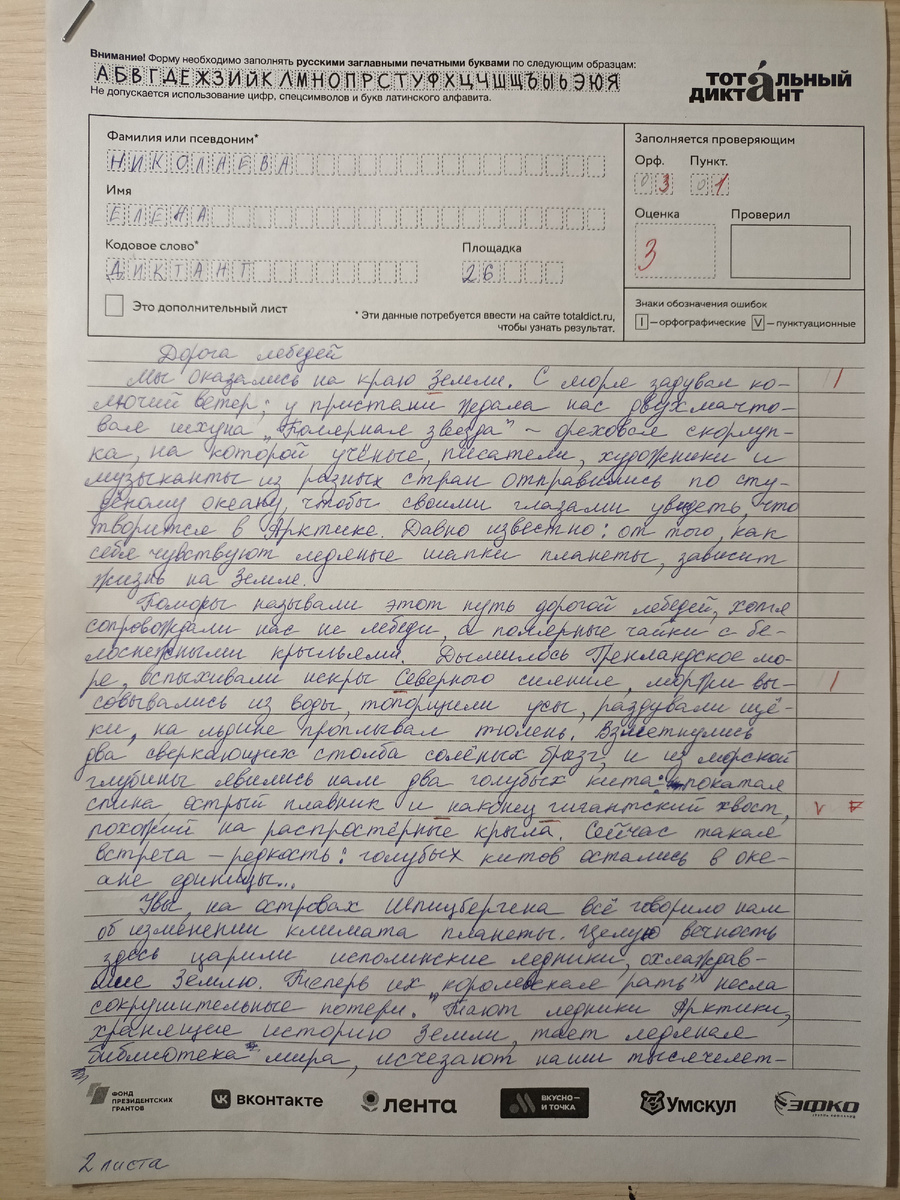 Внимание! Форму необходимо заполнять русскими заглавными печатными буквами по следующим образцам:
АБВГДЕЖЗИЙКЛМНОПРСТУФХЦЧШЩЪЫЬЭЮЯ
Не допускается использование цифр, спецсимволов и букв латинского алфавита.
тотáльный
диктáнт
Фамилия или псевдоним*
НИКОЛАЕВА
Имя
ЕЛЕНА
Кодовое слово*
ДИКТАНТ
Площадка
26
Это дополнительный лист
* Эти данные потребуется ввести на сайте totaldict.ru,
чтобы узнать результат.
Заполняется проверяющим
Орф. Пункт.
03 01
Оценка Проверил
3
Знаки обозначения ошибок
I — орфографические V — пунктуационные
Дорога лебедей
Мы оказались на краю Земли. С моря задувал ко- I
лючий ветер; у пристани ждала нас двухмачто-
вая шхуна „Полярная звезда" - ореховая скорлуп-
ка, на которой учёные, писатели, художники и
музыканты из разных стран отправились по сту-
дёному океану, чтобы своими глазами увидеть, что
творится в Арктике. Давно известно: от того, как
себя чувствуют ледяные шапки планеты, зависит
жизнь на Земле.
Поморы называли этот путь дорогой лебедей, хотя
сопровождали нас не лебеди, а полярные чайки с бе-
лоснежными крыльями. Дымилось Гренландское мо-
ре, вспыхивали искры Северного сияния, моржи вы- I
совывались из воды, топорщили усы, раздували щё-
ки, на льдине проплывал тюлень. Взметнулись
два сверкающих столба солёных брызг, и из морской
глубины явились нам два голубых кита: покатая
спина, острый плавник и наконец гигантский хвост, V
похожий на распростёртые крыла. Сейчас такая
встреча - редкость: голубых китов остались в оке-
ане единицы...
Увы, на островах Шпицбергена всё говорило нам
об изменении климата планеты. Целую вечность
здесь царили исполинские ледники, охлаждав-
шие Землю. Теперь их „королевская рать" несла
сокрушительные потери. "Тают ледники Арктики,
хранящие историю Земли, тает ледяная
библиотека мира, исчезают наши тысячелет-
ФОНД
ПРЕЗИДЕНТСКИХ
ГРАНТОВ
ВКОНТАКТЕ
лента
ВКУСНО—
И ТОЧКА
Умскул
ЭФКО
2 листа